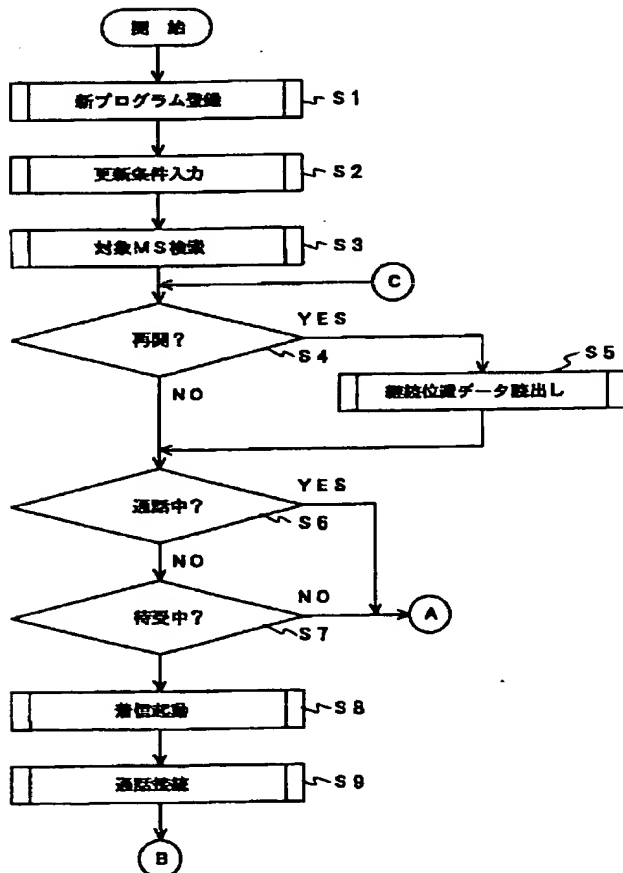 開始
新プログラム登録
S1
更新条件入力
S2
対象MS検索
S3
C
再開?
YES
S4
NO
S5
継続位置データ読出し
通話中?
YES
S6
NO
待受中?
NO
S7
A
着信起動
S8
通話接続
S9
B